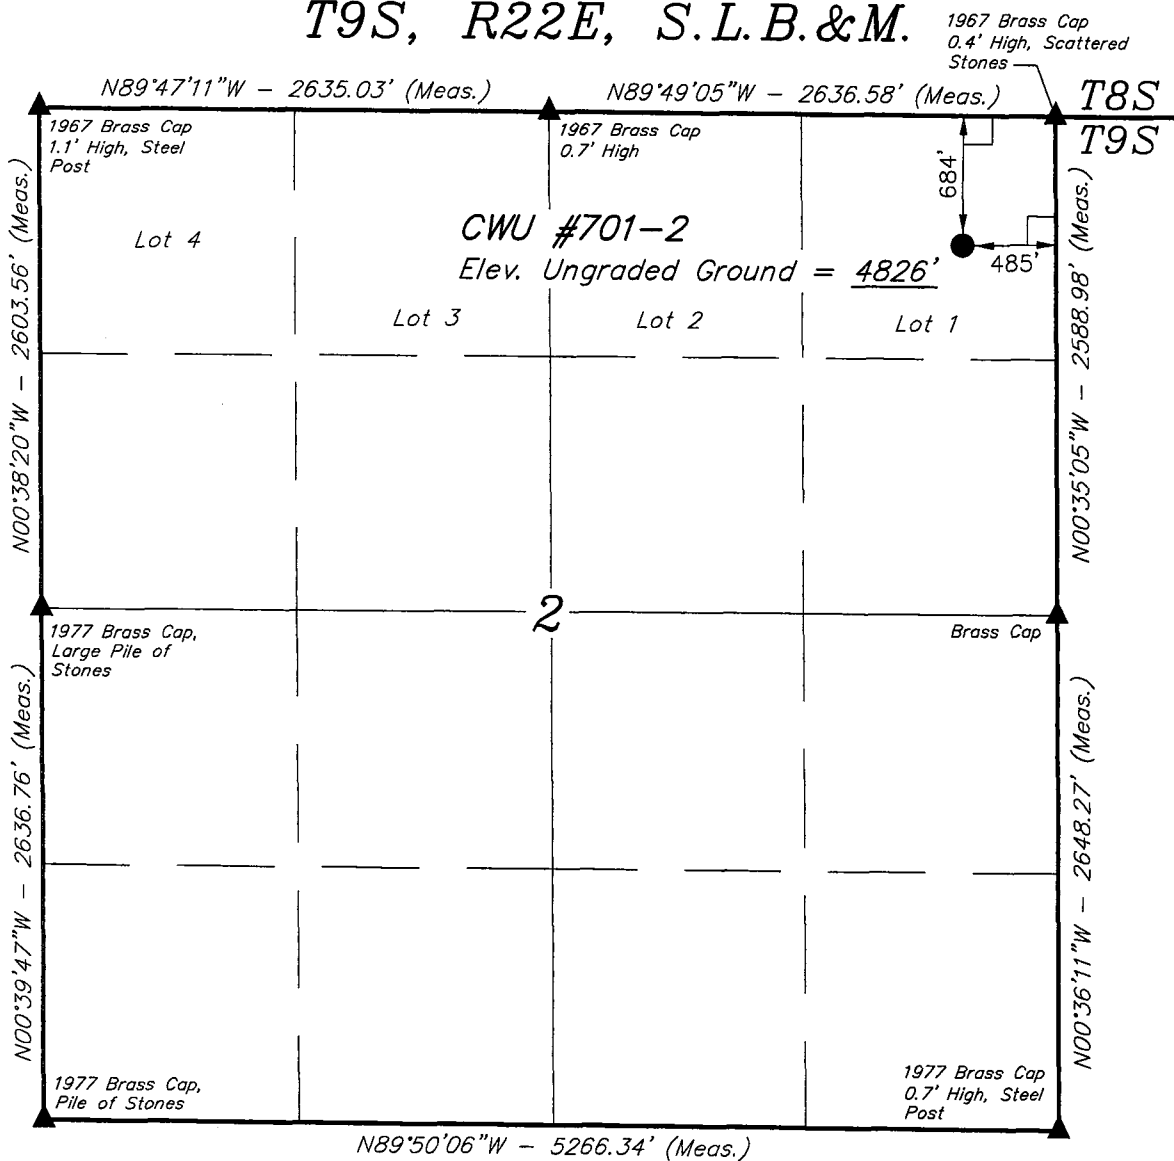 T9S, R22E, S.L.B.&M.
1967 Brass Cap
0.4' High, Scattered
Stones
N89°47'11"W - 2635.03' (Meas.)
N89°49'05"W - 2636.58' (Meas.)
T8S
T9S
1967 Brass Cap
1.1' High, Steel
Post
1967 Brass Cap
0.7' High
684'
N00°38'20"W - 2603.56' (Meas.)
N00°35'05"W - 2588.98' (Meas.)
Lot 4
CWU #701-2
Elev. Ungraded Ground = 4826'
485'
Lot 3
Lot 2
Lot 1
2
1977 Brass Cap,
Large Pile of
Stones
Brass Cap
N00°39'47"W - 2636.76' (Meas.)
N00°36'11"W - 2648.27' (Meas.)
1977 Brass Cap,
Pile of Stones
1977 Brass Cap
0.7' High, Steel
Post
N89°50'06"W - 5266.34' (Meas.)